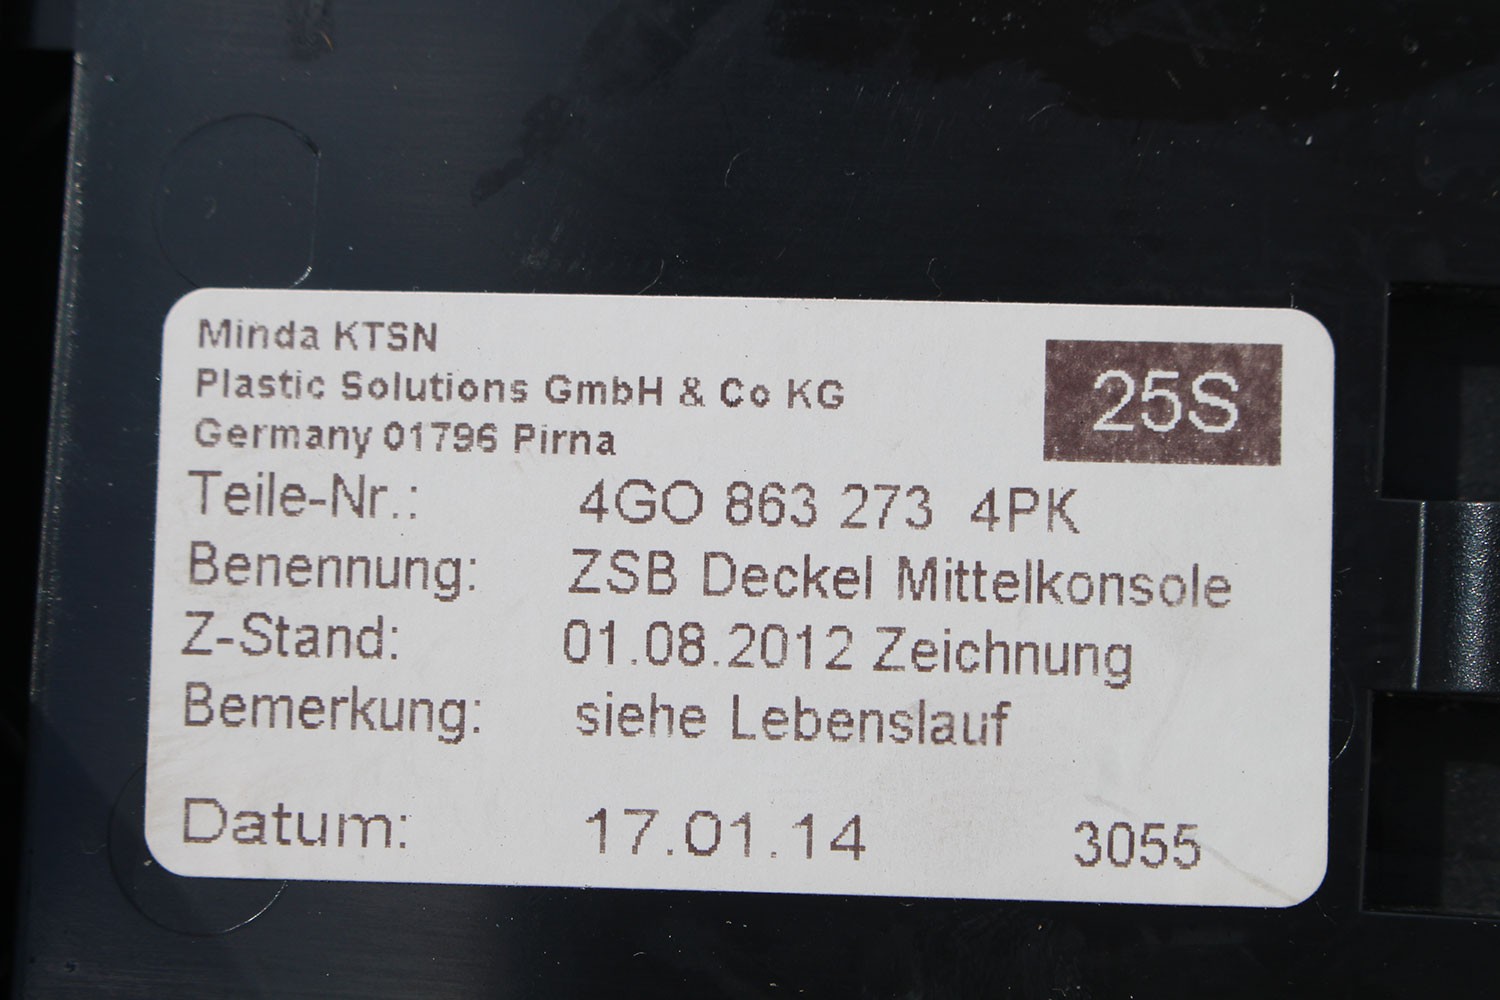 Minda KTSN
Plastic Solutions GmbH & Co KG
Germany 01796 Pirna
25S
Teile-Nr.: 4GO 863 273 4PK
Benennung: ZSB Deckel Mittelkonsole
Z-Stand: 01.08.2012 Zeichnung
Bemerkung: siehe Lebenslauf
Datum: 17.01.14 3055